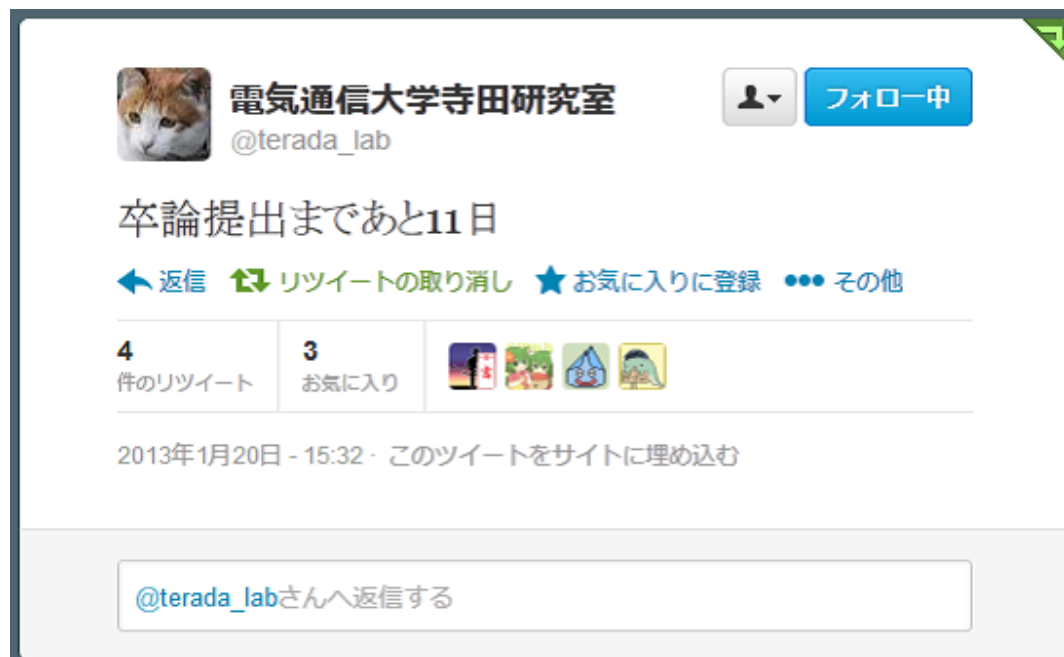 電気通信大学寺田研究室
フォロー中
@terada_lab
卒論提出まであと11日
返信 リツイートの取り消し お気に入りに登録 その他
4 3
件のリツイート お気に入り
2013年1月20日 - 15:32 · このツイートをサイトに埋め込む
@terada_labさんへ返信する